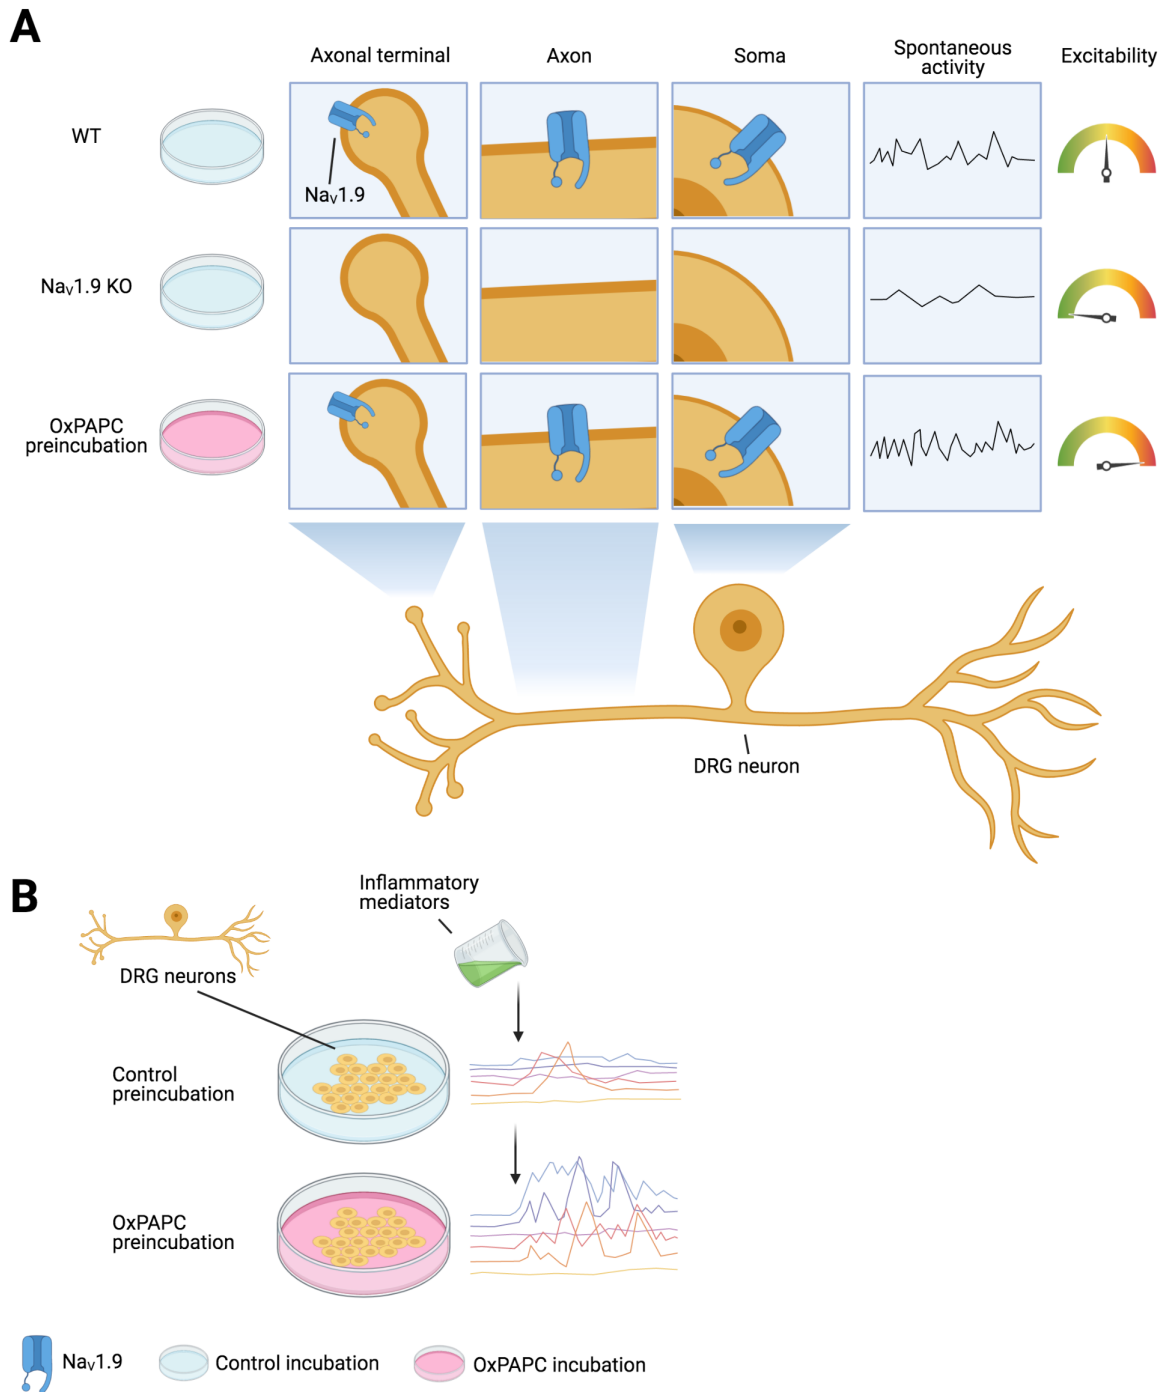 A
Axonal terminal
Axon
Soma
Spontaneous
activity
Excitability
WT
Naᵥ1.9
Naᵥ1.9 KO
OxPAPC
preincubation
DRG neuron
B
Inflammatory
mediators
DRG neurons
Control
preincubation
OxPAPC
preincubation
Naᵥ1.9
Control incubation
OxPAPC incubation